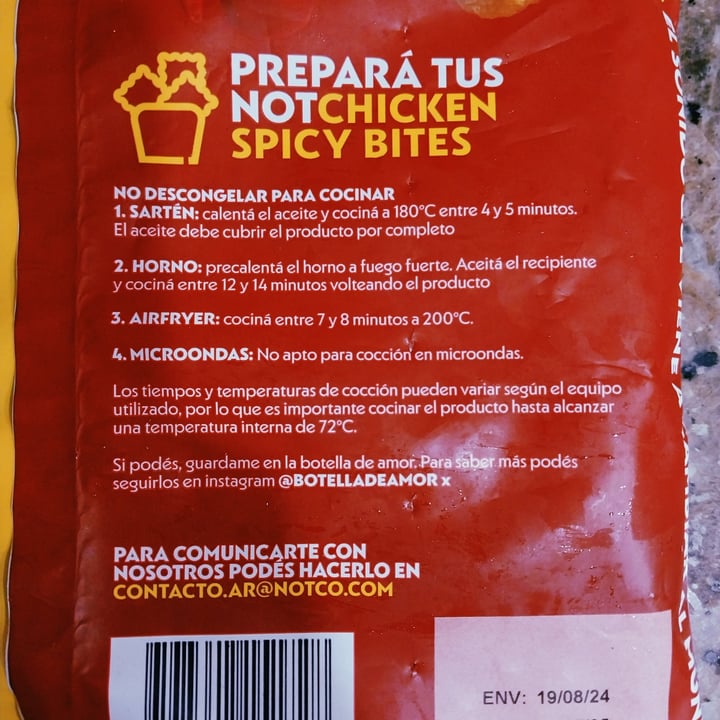 PREPARÁ TUS
NOTCHICKEN
SPICY BITES
NO DESCONGELAR PARA COCINAR
1. SARTÉN: calentá el aceite y cociná a 180°C entre 4 y 5 minutos.
El aceite debe cubrir el producto por completo
2. HORNO: precalentá el horno a fuego fuerte. Aceitá el recipiente
y cociná entre 12 y 14 minutos volteando el producto
3. AIRFRYER: cociná entre 7 y 8 minutos a 200°C.
4. MICROONDAS: No apto para cocción en microondas.
Los tiempos y temperaturas de cocción pueden variar según el equipo
utilizado, por lo que es importante cocinar el producto hasta alcanzar
una temperatura interna de 72°C.
Si podés, guardame en la botella de amor. Para saber más podés
seguirlos en instagram @BOTELLADEAMOR x
PARA COMUNICARTE CON
NOSOTROS PODÉS HACERLO EN
CONTACTO.AR@NOTCO.COM
ENV: 19/08/24